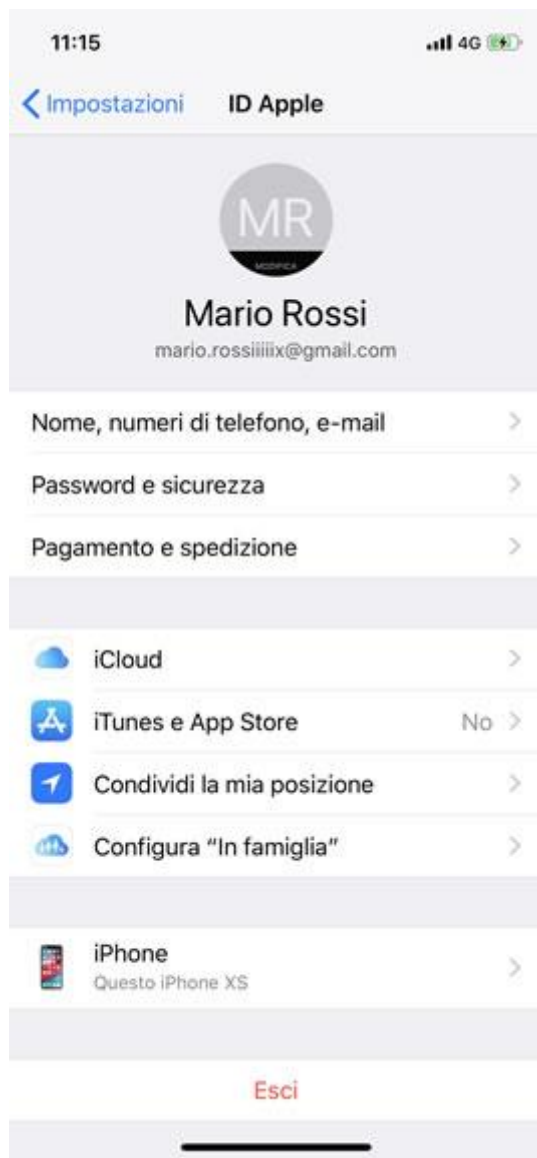 11:15 4G
Impostazioni ID Apple
MR
MODIFICA
Mario Rossi
mario.rossiiiiix@gmail.com
Nome, numeri di telefono, e-mail
Password e sicurezza
Pagamento e spedizione
iCloud
iTunes e App Store No
Condividi la mia posizione
Configura “In famiglia”
iPhone
Questo iPhone XS
Esci